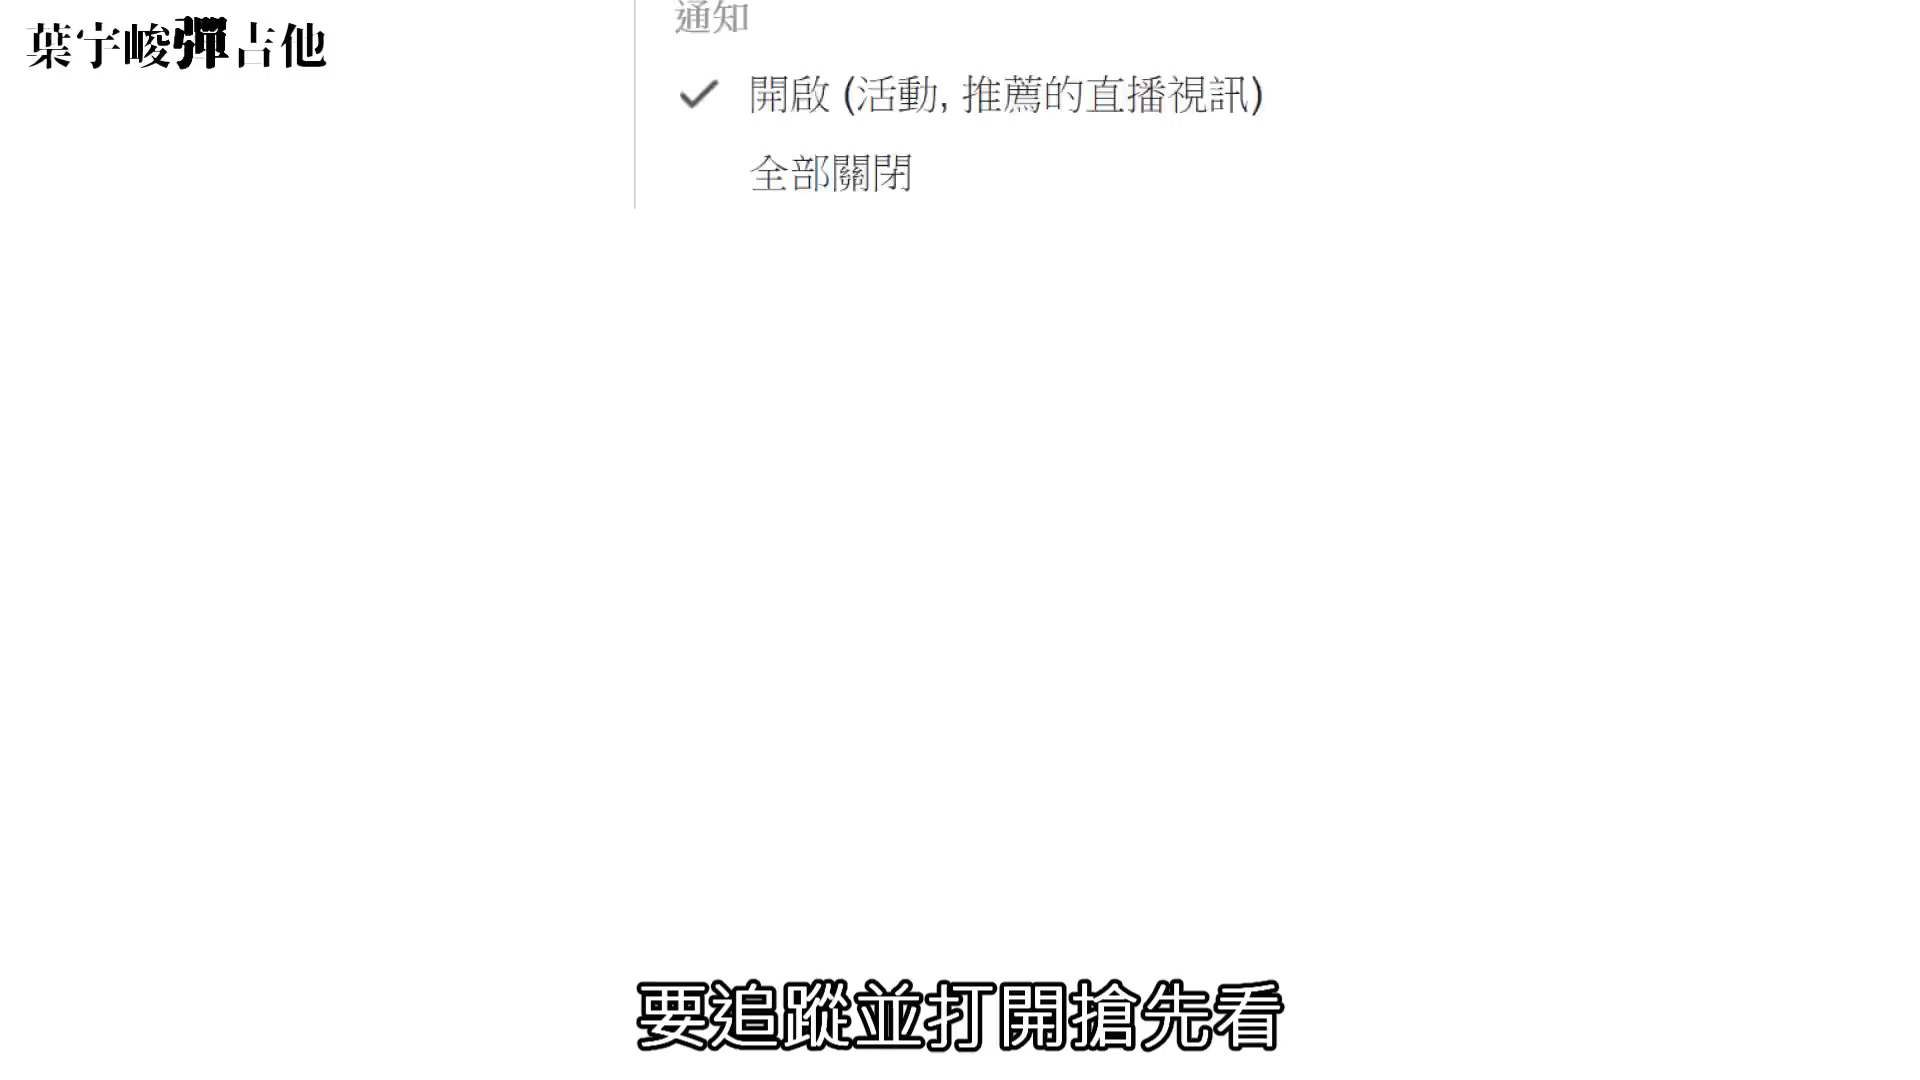 葉宇峻彈吉他
通知
開啟 (活動, 推薦的直播視訊)
全部關閉
要追蹤並打開搶先看